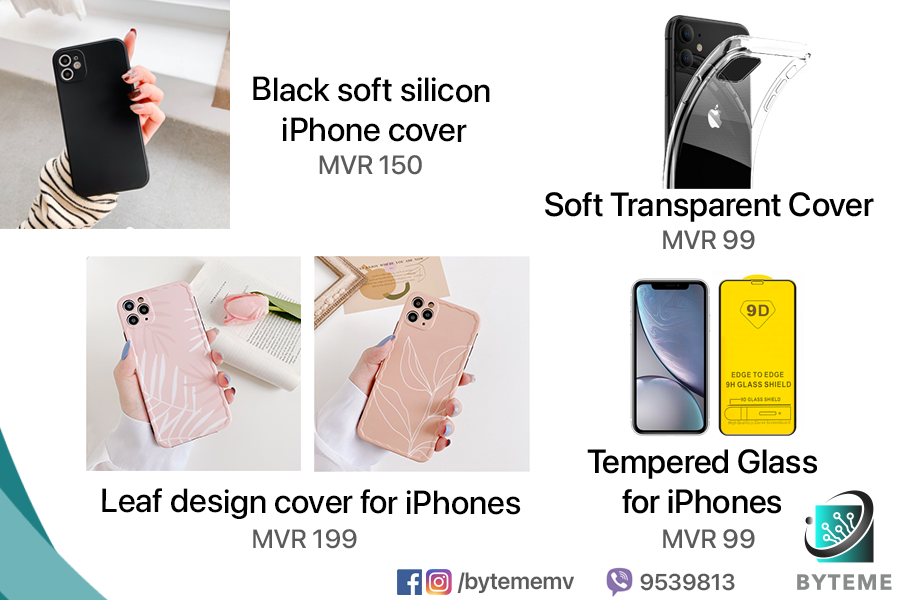 Black soft silicon
iPhone cover
MVR 150
Soft Transparent Cover
MVR 99
Leaf design cover for iPhones
MVR 199
9D
EDGE TO EDGE
9H GLASS SHIELD
Tempered Glass
for iPhones
MVR 99
/bytememv
9539813
BYTEME